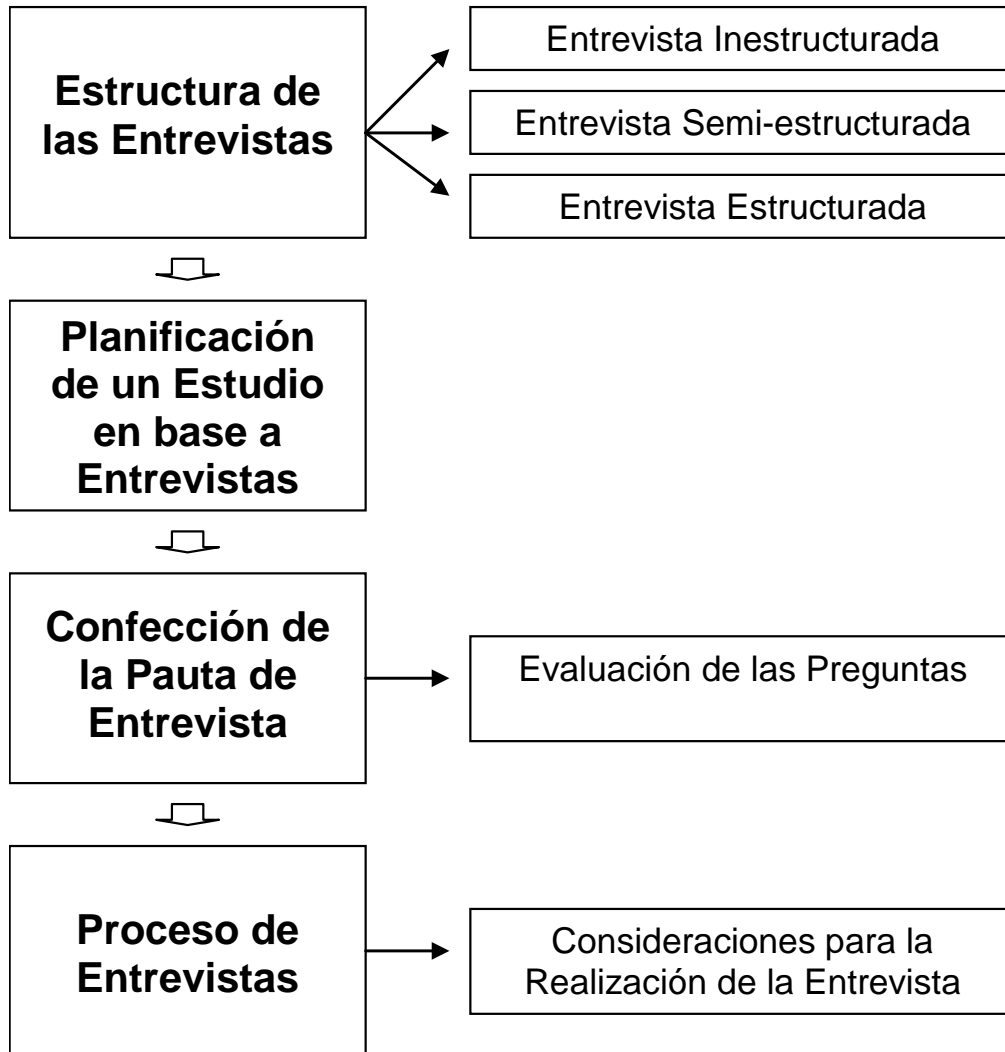 Estructura de
las Entrevistas
Entrevista Inestructurada
Entrevista Semi-estructurada
Entrevista Estructurada
Planificación
de un Estudio
en base a
Entrevistas
Confección de
la Pauta de
Entrevista
Evaluación de las Preguntas
Proceso de
Entrevistas
Consideraciones para la
Realización de la Entrevista